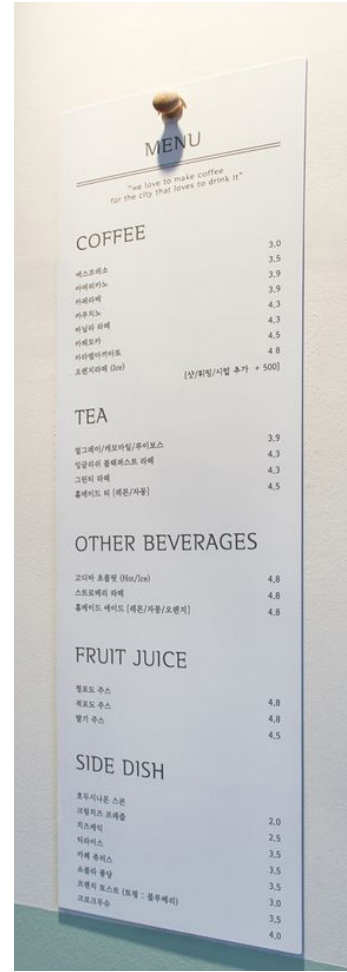 MENU
"we love to make coffee
for the city that loves to drink it"
COFFEE
에스프레소 3,0
아메리카노 3,5
카페라떼 3,9
카푸치노 3,9
바닐라 라떼 4,3
카페모카 4,3
카라멜마끼아또 4,5
오렌지라떼 (Ice) 4 8
[샷/휘핑/시럽 추가 + 500]
TEA
얼그레이/캐모마일/루이보스 3,9
잉글리쉬 블랙퍼스트 라떼 4,3
그린티 라떼 4,3
홈메이드 티 [레몬/자몽] 4,5
OTHER BEVERAGES
고디바 초콜릿 (Hot/Ice) 4,8
스트로베리 라떼 4,8
홈메이드 에이드 [레몬/자몽/오렌지] 4,8
FRUIT JUICE
청포도 주스 4,8
적포도 주스 4,8
딸기 주스 4,5
SIDE DISH
호두시나몬 스콘 2,0
크림치즈 프레즐 2,5
치즈케익 3,5
티라미스 3,5
카페 츄러스 3,5
쇼콜라 퐁당 3,0
프렌치 토스트 (토핑 : 블루베리) 3,5
크로크무슈 4,0